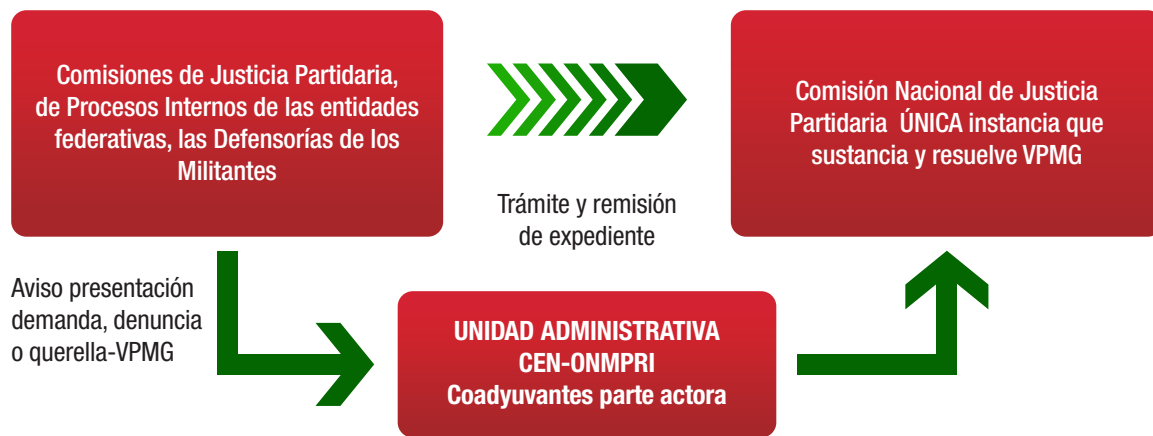 Comisiones de Justicia Partidaria,
de Procesos Internos de las entidades
federativas, las Defensorías de los
Militantes
Trámite y remisión
de expediente
Comisión Nacional de Justicia
Partidaria ÚNICA instancia que
sustancia y resuelve VPMG
Aviso presentación
demanda, denuncia
o querella-VPMG
UNIDAD ADMINISTRATIVA
CEN-ONMPRI
Coadyuvantes parte actora